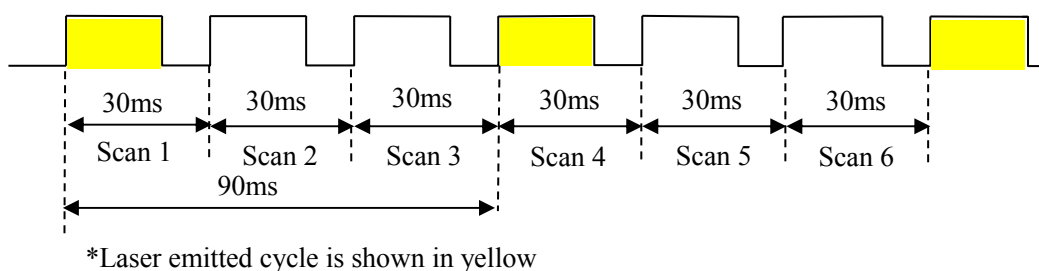 30ms 30ms 30ms 30ms 30ms 30ms
Scan 1 Scan 2 Scan 3 Scan 4 Scan 5 Scan 6
90ms
*Laser emitted cycle is shown in yellow